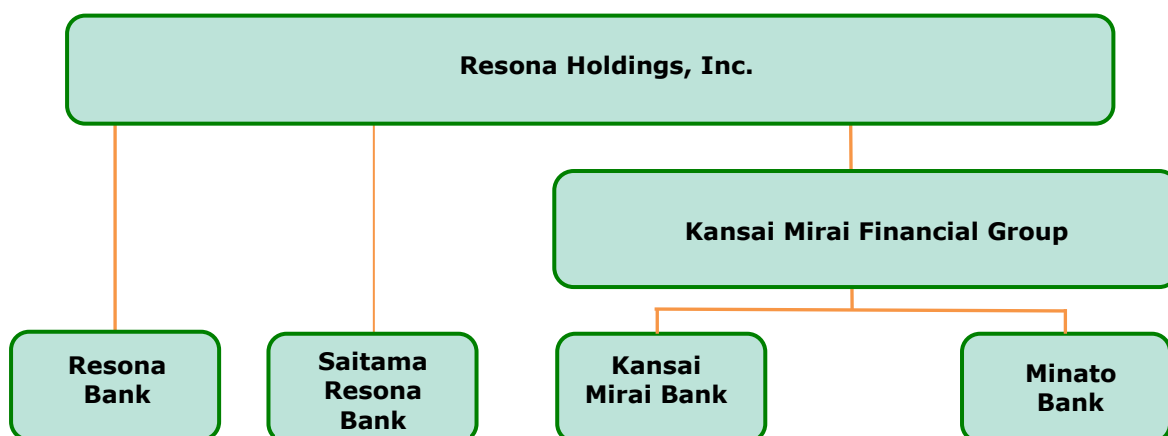 Resona Holdings, Inc.
Kansai Mirai Financial Group
Resona
Bank
Saitama
Resona
Bank
Kansai
Mirai Bank
Minato
Bank